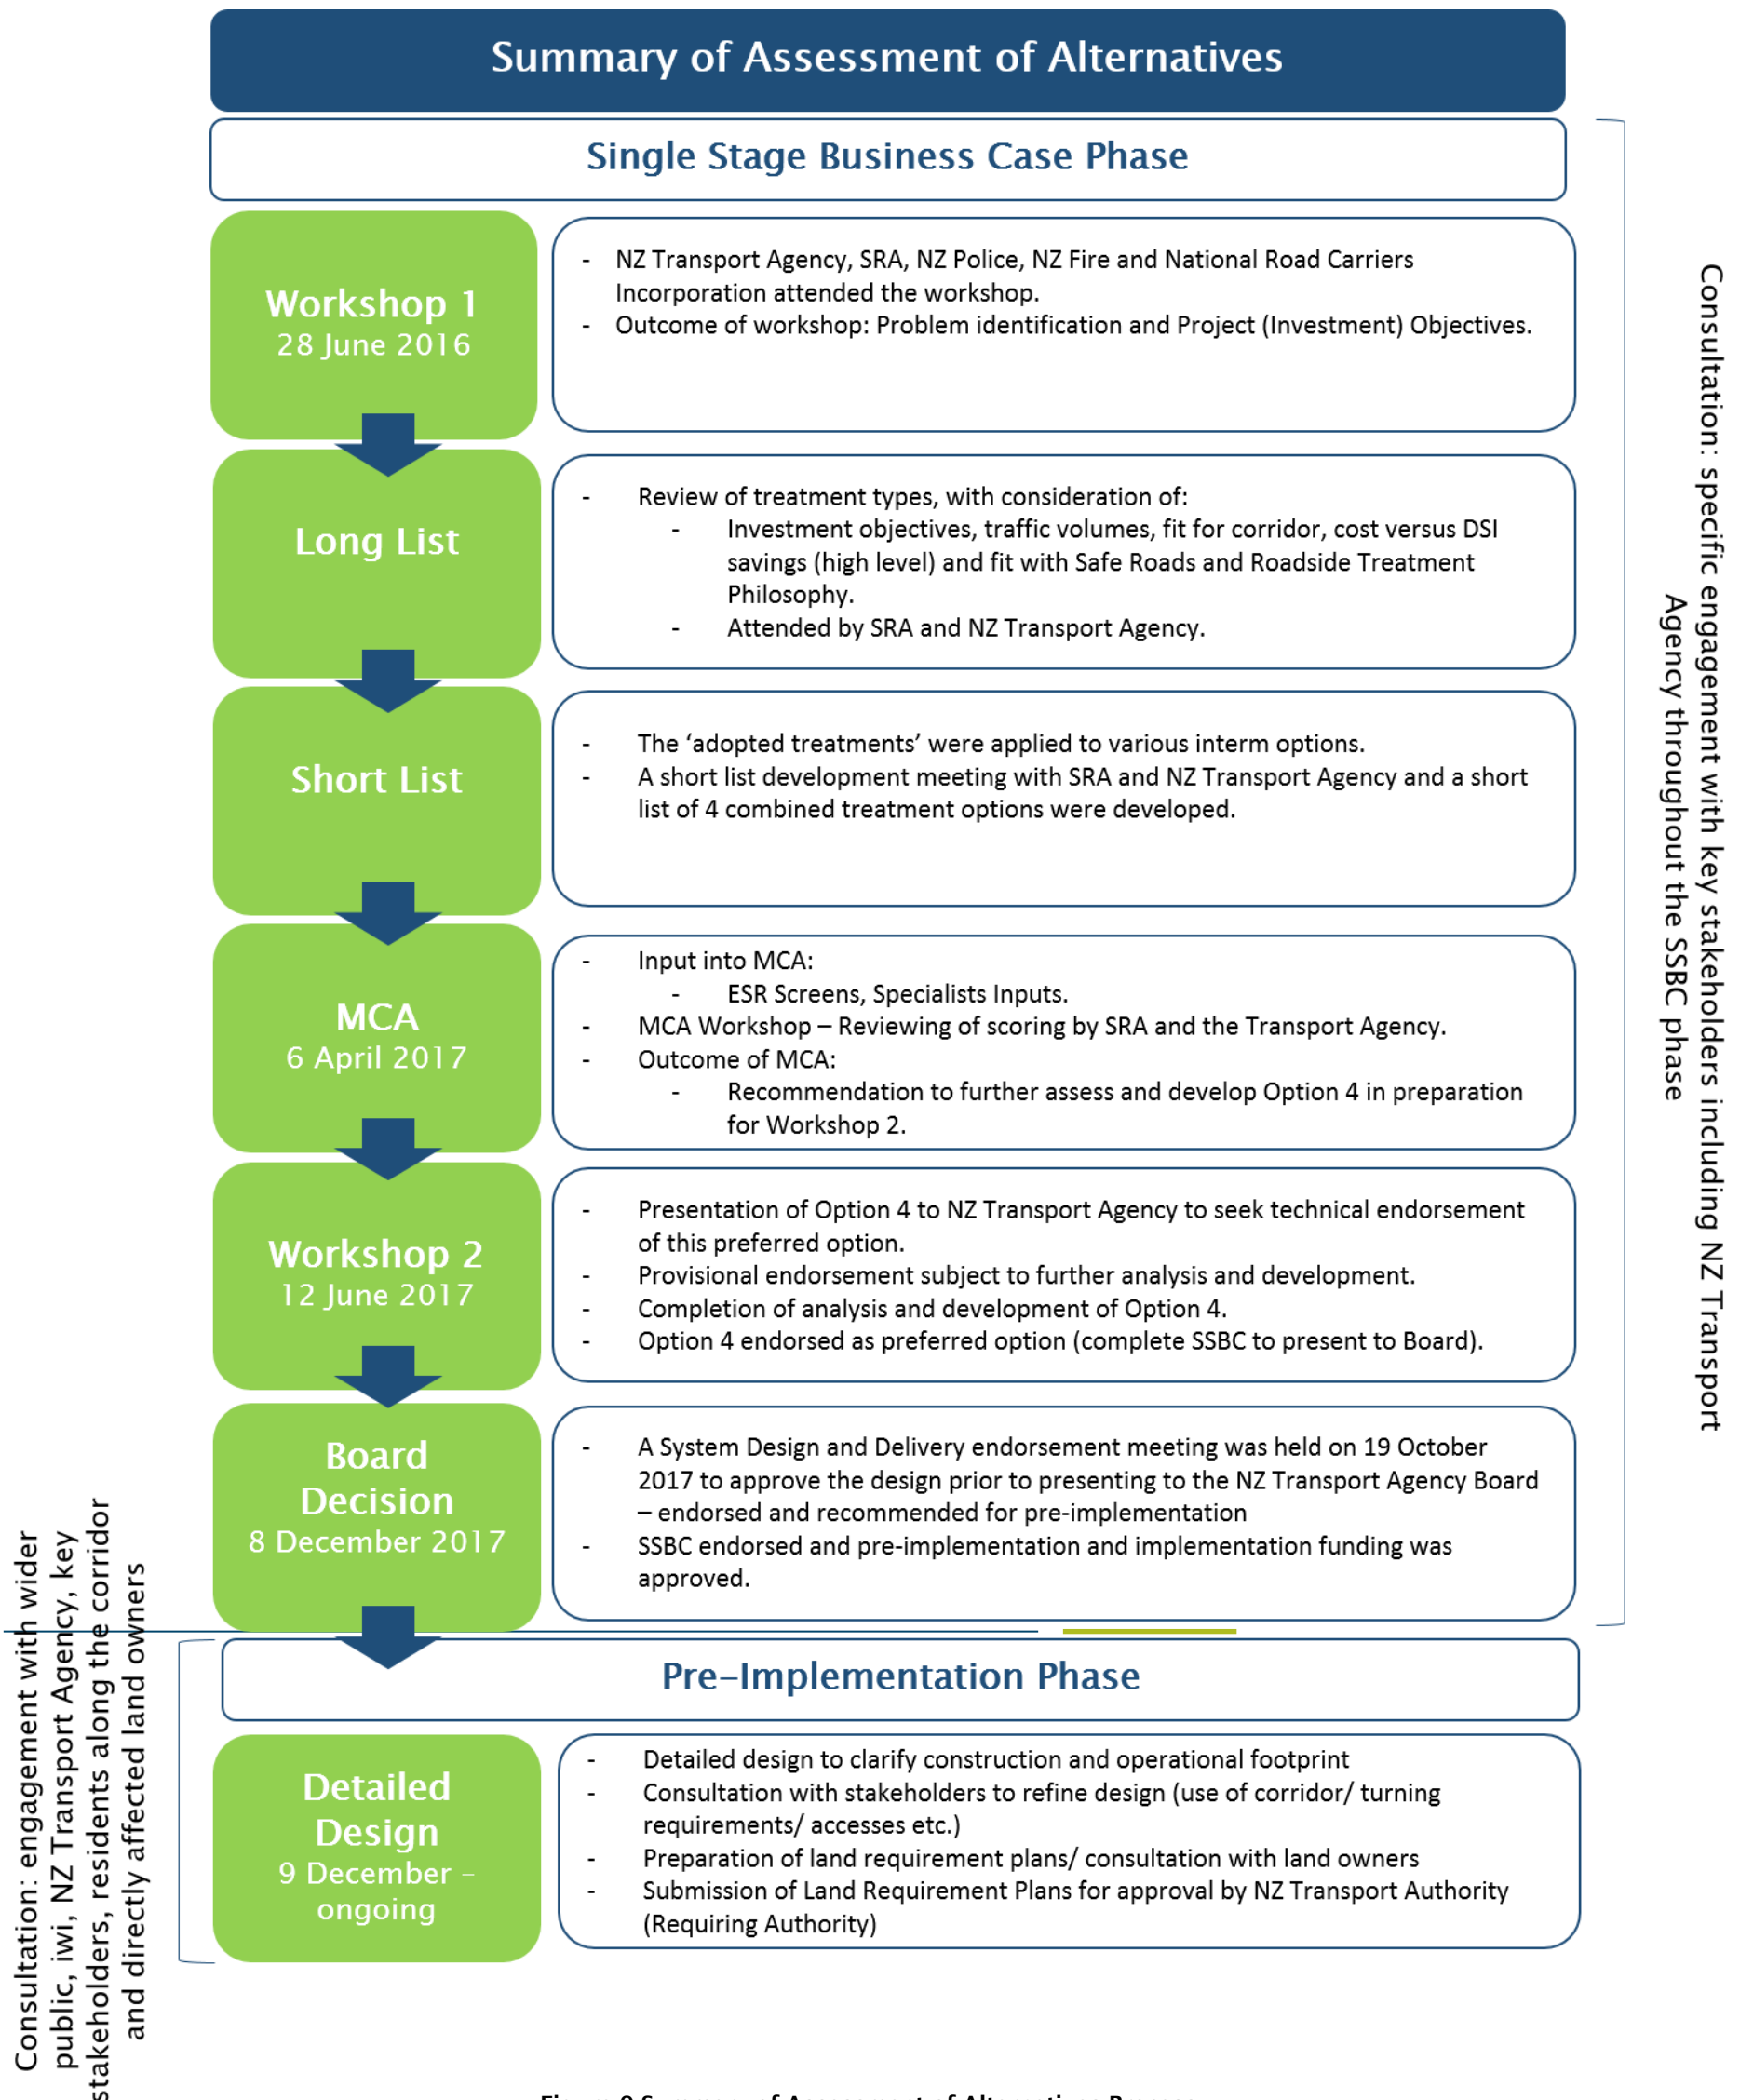 Summary of Assessment of Alternatives
Single Stage Business Case Phase
Workshop 1
28 June 2016
- NZ Transport Agency, SRA, NZ Police, NZ Fire and National Road Carriers
Incorporation attended the workshop.
- Outcome of workshop: Problem identification and Project (Investment) Objectives.
Long List
- Review of treatment types, with consideration of:
- Investment objectives, traffic volumes, fit for corridor, cost versus DSI
savings (high level) and fit with Safe Roads and Roadside Treatment
Philosophy.
- Attended by SRA and NZ Transport Agency.
Short List
- The ‘adopted treatments’ were applied to various interm options.
- A short list development meeting with SRA and NZ Transport Agency and a short
list of 4 combined treatment options were developed.
MCA
6 April 2017
- Input into MCA:
- ESR Screens, Specialists Inputs.
- MCA Workshop – Reviewing of scoring by SRA and the Transport Agency.
- Outcome of MCA:
- Recommendation to further assess and develop Option 4 in preparation
for Workshop 2.
Workshop 2
12 June 2017
- Presentation of Option 4 to NZ Transport Agency to seek technical endorsement
of this preferred option.
- Provisional endorsement subject to further analysis and development.
- Completion of analysis and development of Option 4.
- Option 4 endorsed as preferred option (complete SSBC to present to Board).
Board
Decision
8 December 2017
- A System Design and Delivery endorsement meeting was held on 19 October
2017 to approve the design prior to presenting to the NZ Transport Agency Board
– endorsed and recommended for pre-implementation
- SSBC endorsed and pre-implementation and implementation funding was
approved.
Consultation: specific engagement with key stakeholders including NZ Transport
Agency throughout the SSBC phase
Pre-Implementation Phase
Detailed
Design
9 December –
ongoing
- Detailed design to clarify construction and operational footprint
- Consultation with stakeholders to refine design (use of corridor/ turning
requirements/ accesses etc.)
- Preparation of land requirement plans/ consultation with land owners
- Submission of Land Requirement Plans for approval by NZ Transport Authority
(Requiring Authority)
Consultation: engagement with wider
public, iwi, NZ Transport Agency, key
stakeholders, residents along the corridor
and directly affected land owners
Figure 9 Summary of Assessment of Alternatives Process